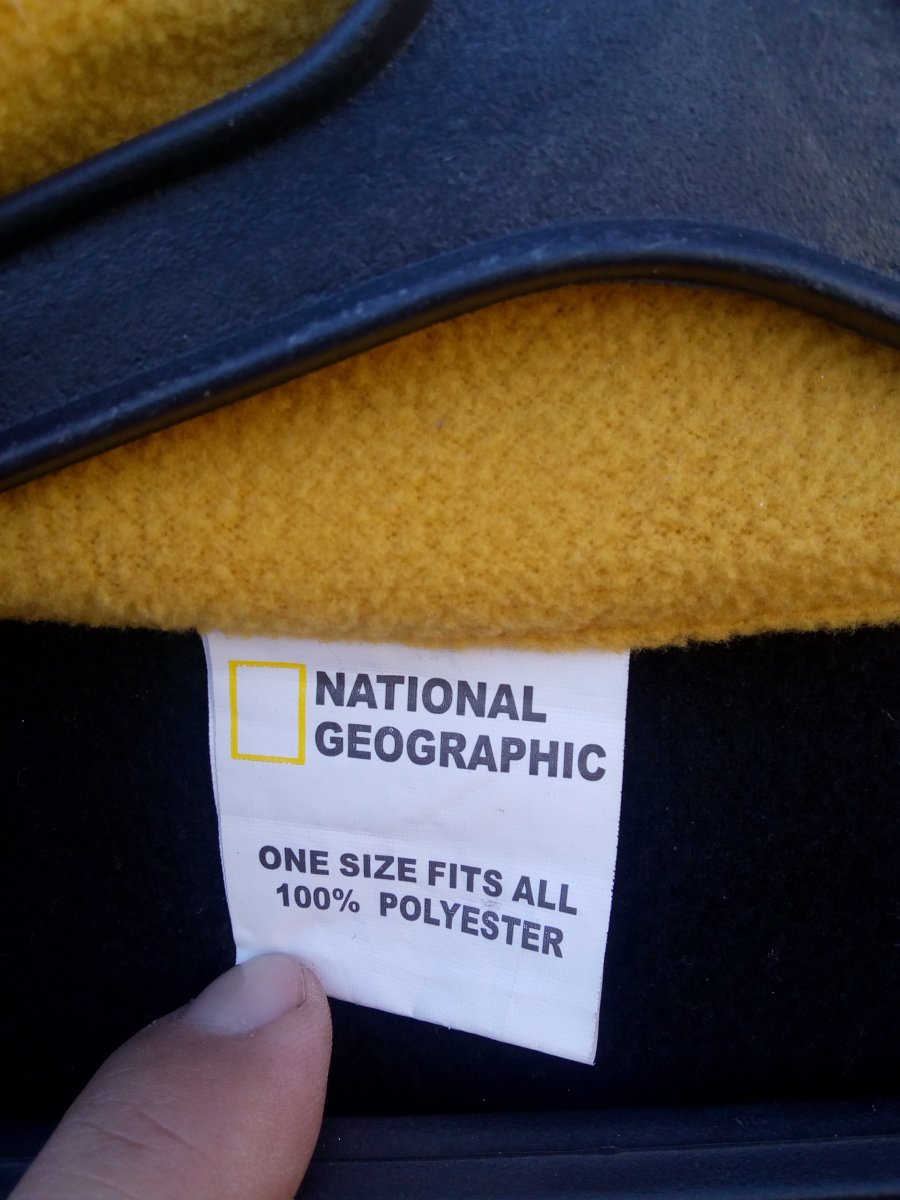 NATIONAL
GEOGRAPHIC
ONE SIZE FITS ALL
100% POLYESTER